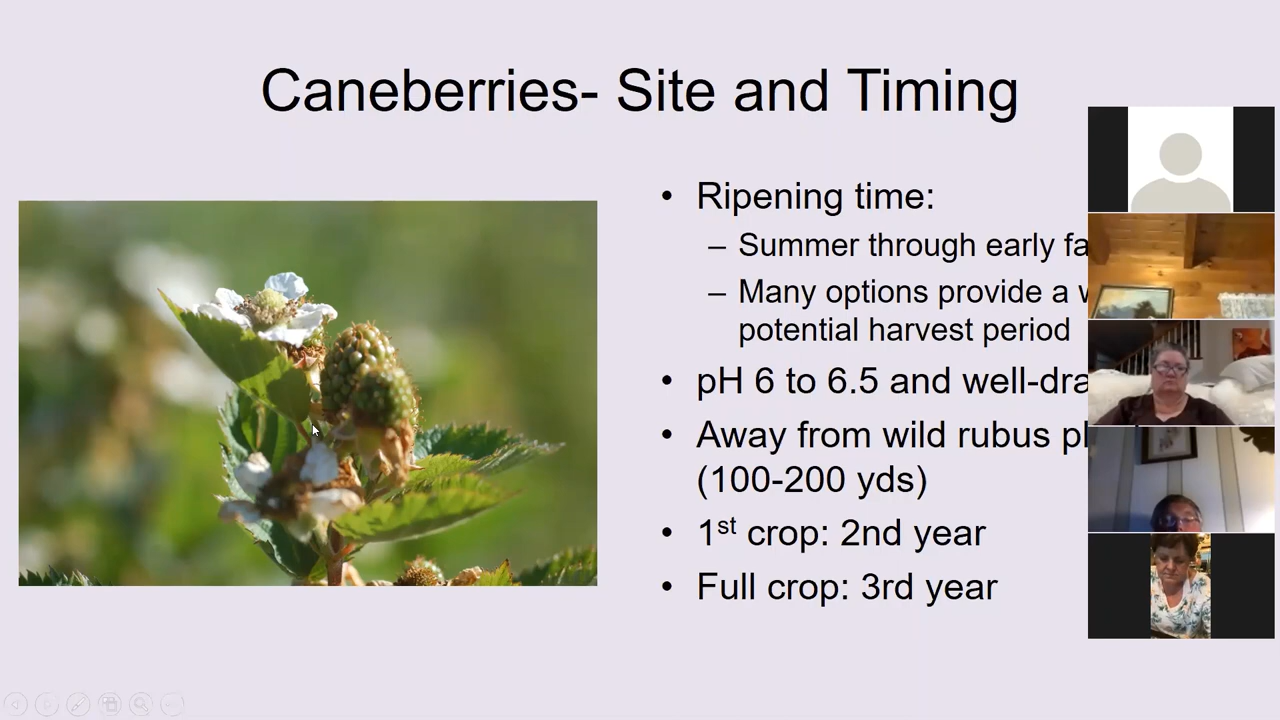 Caneberries- Site and Timing
• Ripening time:
– Summer through early fa
– Many options provide a w
potential harvest period
• pH 6 to 6.5 and well-dra
• Away from wild rubus pl
(100-200 yds)
• 1st crop: 2nd year
• Full crop: 3rd year